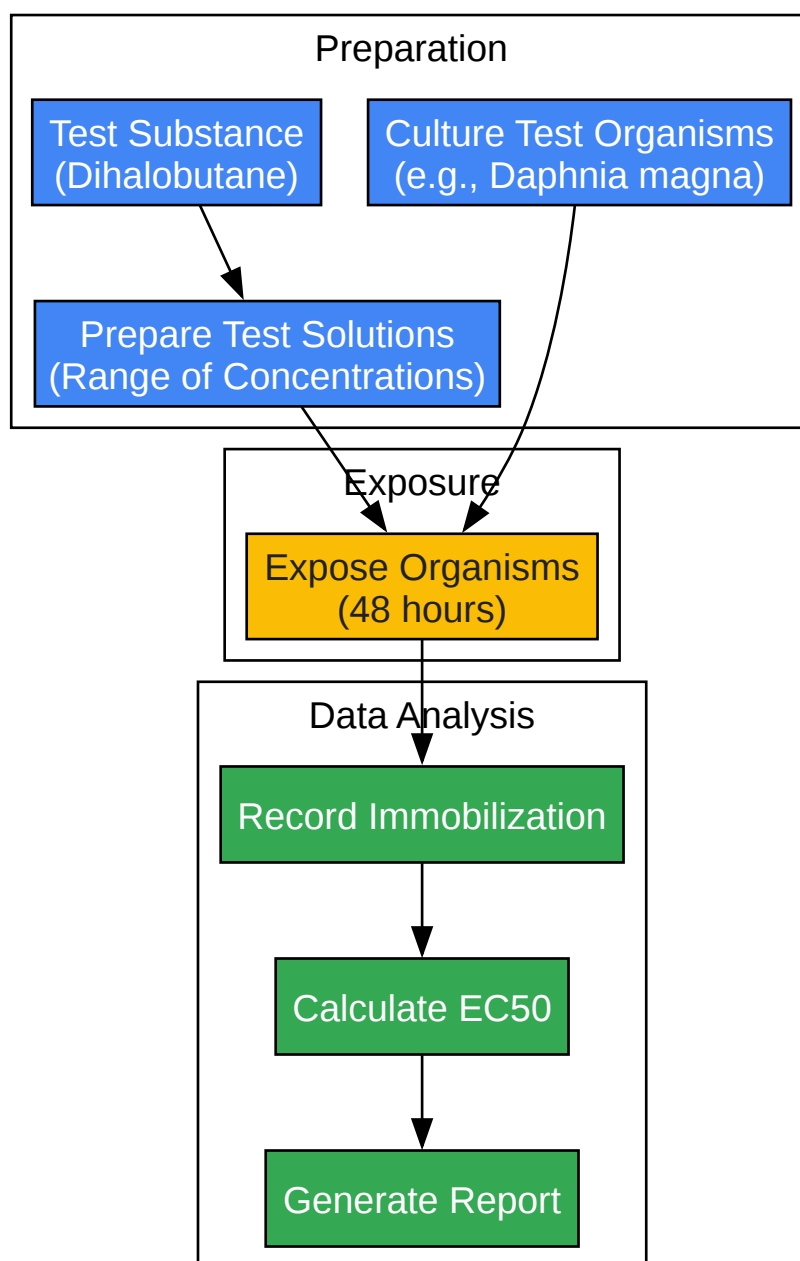 Preparation
Test Substance
(Dihalobutane)
Culture Test Organisms
(e.g., Daphnia magna)
Prepare Test Solutions
(Range of Concentrations)
Exposure
Expose Organisms
(48 hours)
Data Analysis
Record Immobilization
Calculate EC50
Generate Report